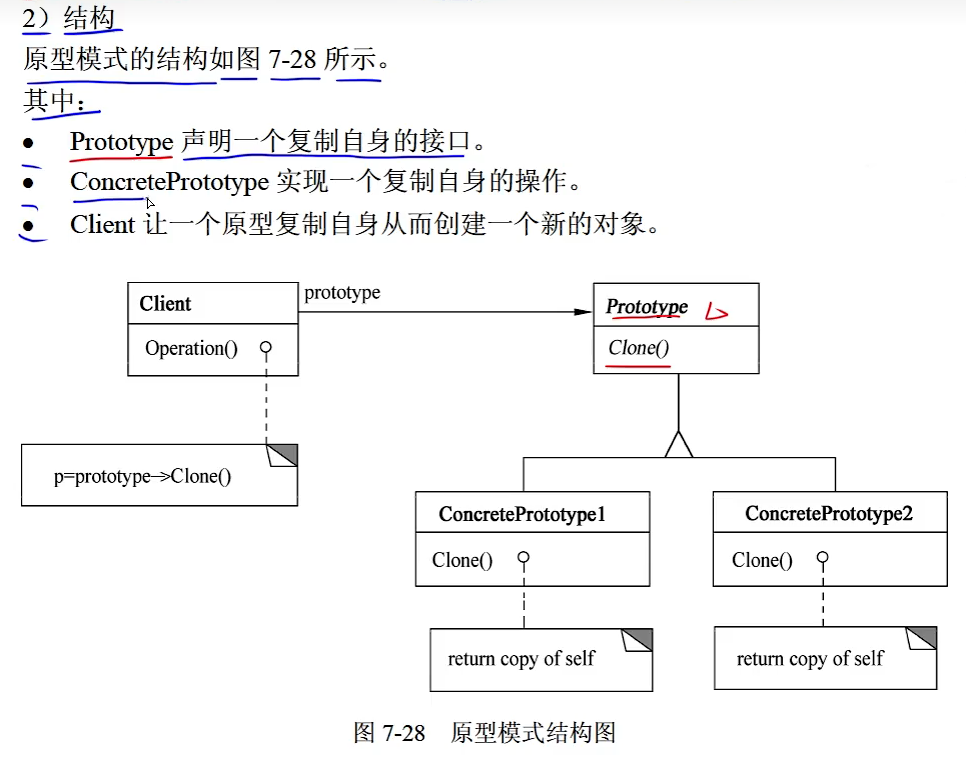 2）结构
原型模式的结构如图 7-28 所示。
其中：
• Prototype 声明一个复制自身的接口。
• ConcretePrototype 实现一个复制自身的操作。
• Client 让一个原型复制自身从而创建一个新的对象。
Client
prototype
Prototype
Operation()
Clone()
p=prototype→Clone()
ConcretePrototype1
ConcretePrototype2
Clone()
Clone()
return copy of self
return copy of self
图 7-28 原型模式结构图